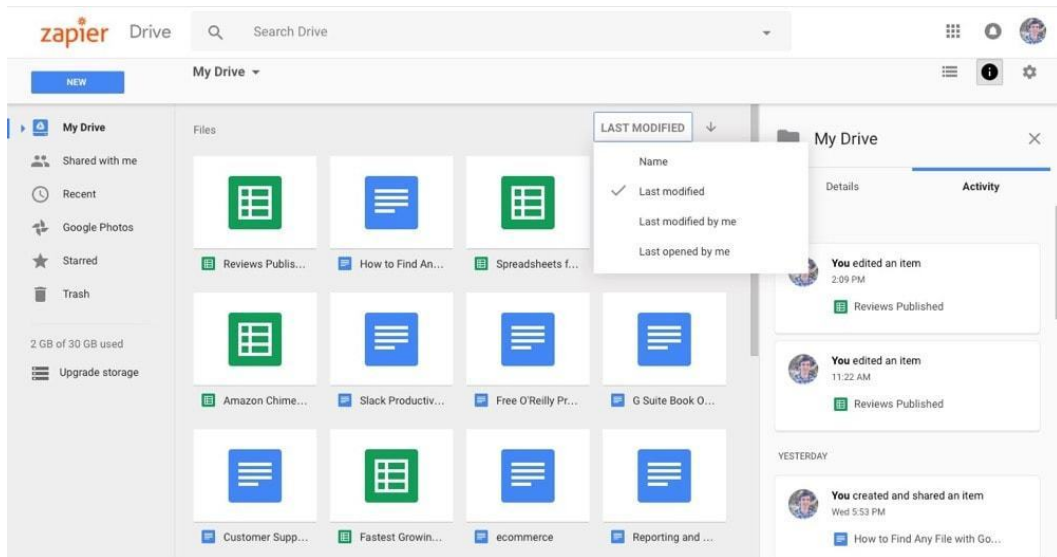 zapier Drive
Search Drive
NEW
My Drive
My Drive
Shared with me
Recent
Google Photos
Starred
Trash
2 GB of 30 GB used
Upgrade storage
Files
LAST MODIFIED
Name
Last modified
Last modified by me
Last opened by me
Reviews Publis...
How to Find An...
Spreadsheets f...
Amazon Chime...
Slack Productiv...
Free O'Reilly Pr...
G Suite Book O...
Customer Supp...
Fastest Growin...
ecommerce
Reporting and ...
My Drive
Details
Activity
You edited an item
2:09 PM
Reviews Published
You edited an item
11:22 AM
Reviews Published
YESTERDAY
You created and shared an item
Wed 5:53 PM
How to Find Any File with Go...